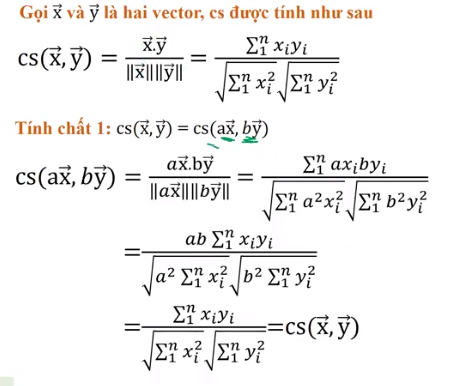 Gọi x⃗ và y⃗ là hai vector, cs được tính như sau
cs(x⃗, y⃗) = x⃗.y⃗ / ‖x⃗‖‖y⃗‖ = ∑₁ⁿ xᵢyᵢ / √(∑₁ⁿ xᵢ²) √(∑₁ⁿ yᵢ²)
Tính chất 1: cs(x⃗, y⃗) = cs(ax⃗, by⃗)
cs(ax⃗, by⃗) = ax⃗.by⃗ / ‖ax⃗‖‖by⃗‖ = ∑₁ⁿ axᵢbyᵢ / √(∑₁ⁿ a²xᵢ²) √(∑₁ⁿ b²yᵢ²)
= ab ∑₁ⁿ xᵢyᵢ / √(a² ∑₁ⁿ xᵢ²) √(b² ∑₁ⁿ yᵢ²)
= ∑₁ⁿ xᵢyᵢ / √(∑₁ⁿ xᵢ²) √(∑₁ⁿ yᵢ²) =cs(x⃗, y⃗)